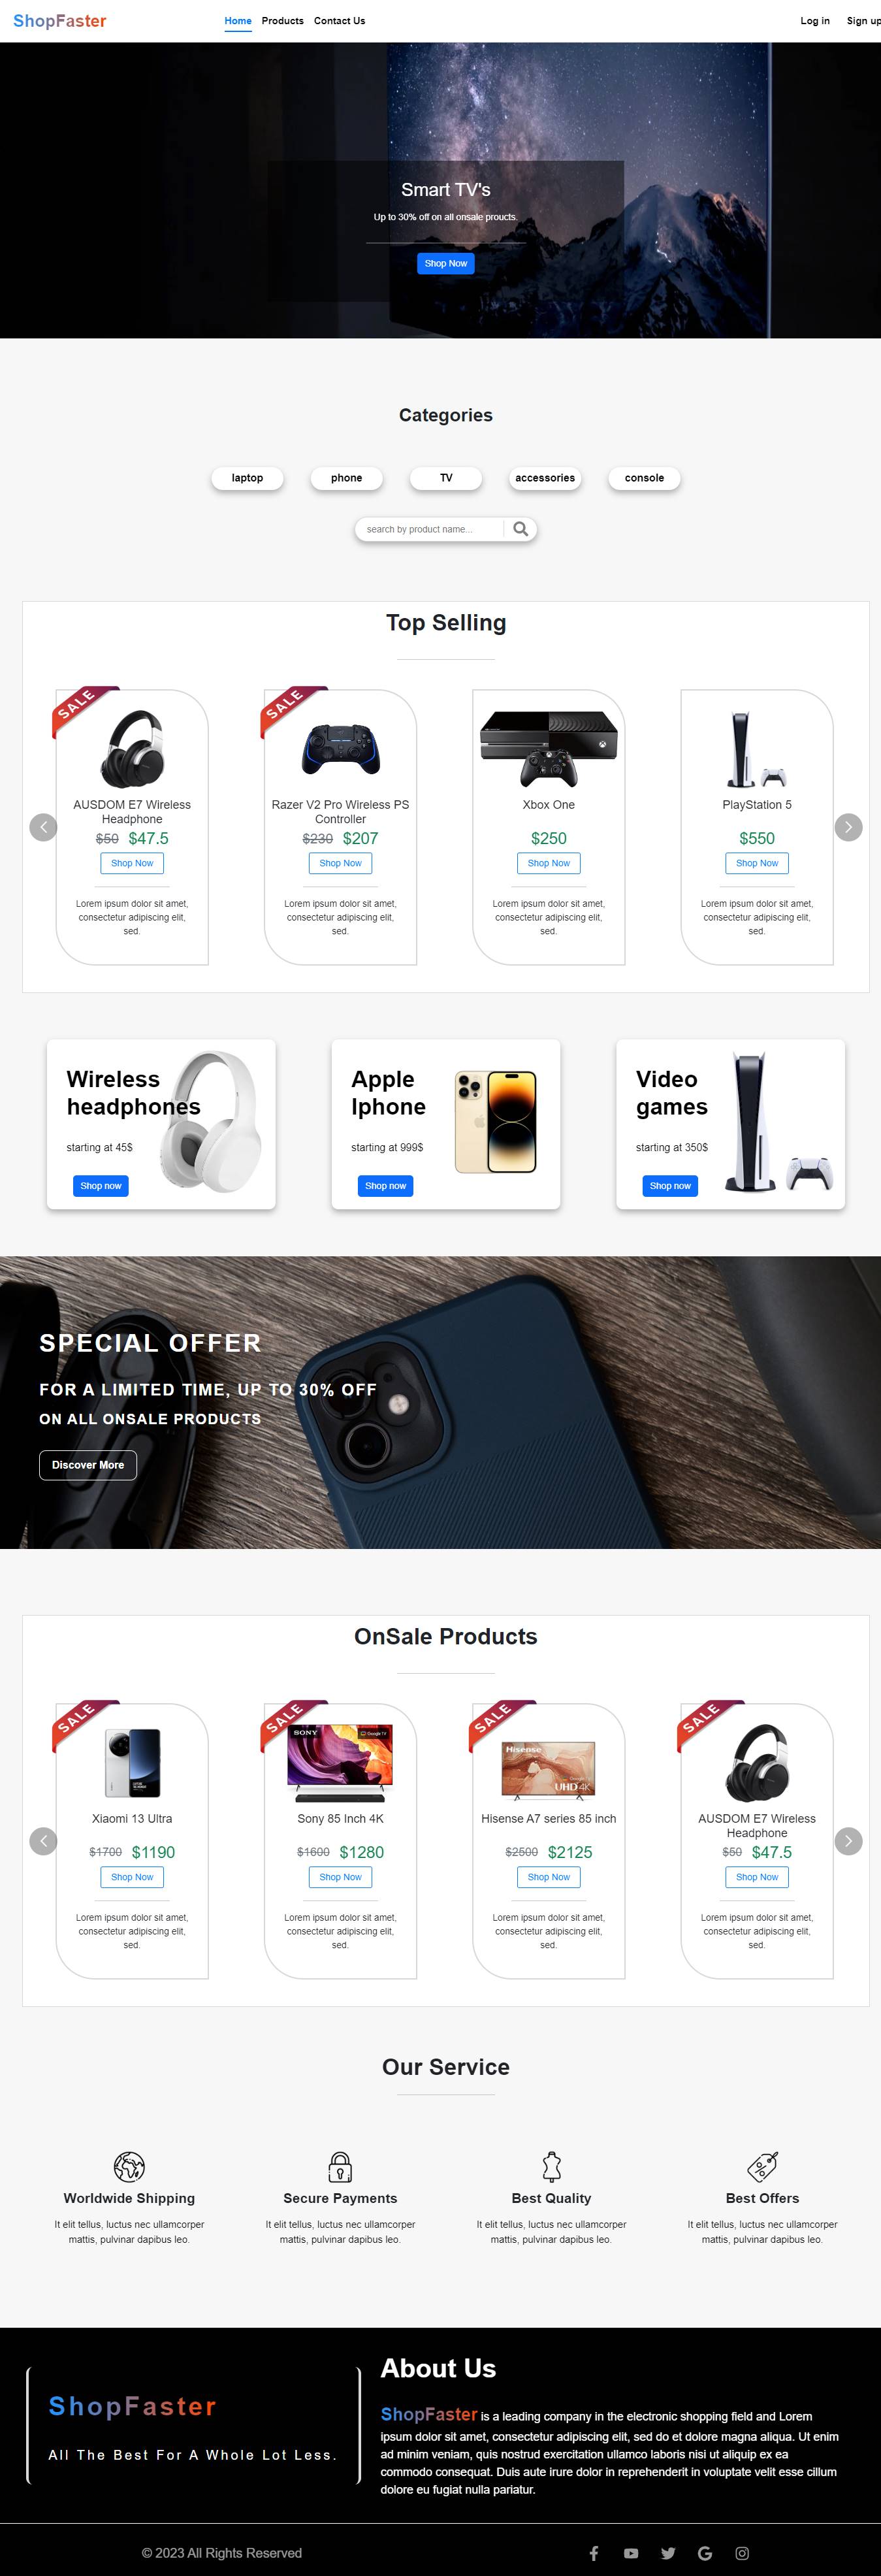 ShopFaster Home Products Contact Us Log in Sign up
Smart TV's
Up to 30% off on all onsale proucts.
Shop Now
Categories
laptop phone TV accessories console
search by product name...
Top Selling
SALE SALE
AUSDOM E7 Wireless Headphone
$50 $47.5
Shop Now
Lorem ipsum dolor sit amet,
consectetur adipiscing elit,
sed.
Razer V2 Pro Wireless PS
Controller
$230 $207
Shop Now
Lorem ipsum dolor sit amet,
consectetur adipiscing elit,
sed.
Xbox One
$250
Shop Now
Lorem ipsum dolor sit amet,
consectetur adipiscing elit,
sed.
PlayStation 5
$550
Shop Now
Lorem ipsum dolor sit amet,
consectetur adipiscing elit,
sed.
Wireless
headphones
starting at 45$
Shop now
Apple
Iphone
starting at 999$
Shop now
Video
games
starting at 350$
Shop now
SPECIAL OFFER
FOR A LIMITED TIME, UP TO 30% OFF
ON ALL ONSALE PRODUCTS
Discover More
OnSale Products
SALE SALE SALE SALE
Xiaomi 13 Ultra
$1700 $1190
Shop Now
Lorem ipsum dolor sit amet,
consectetur adipiscing elit,
sed.
SONY Google TV
Sony 85 Inch 4K
$1600 $1280
Shop Now
Lorem ipsum dolor sit amet,
consectetur adipiscing elit,
sed.
Hisense
UHD 4K
Hisense A7 series 85 inch
$2500 $2125
Shop Now
Lorem ipsum dolor sit amet,
consectetur adipiscing elit,
sed.
AUSDOM E7 Wireless
Headphone
$50 $47.5
Shop Now
Lorem ipsum dolor sit amet,
consectetur adipiscing elit,
sed.
Our Service
Worldwide Shipping
It elit tellus, luctus nec ullamcorper
mattis, pulvinar dapibus leo.
Secure Payments
It elit tellus, luctus nec ullamcorper
mattis, pulvinar dapibus leo.
Best Quality
It elit tellus, luctus nec ullamcorper
mattis, pulvinar dapibus leo.
Best Offers
It elit tellus, luctus nec ullamcorper
mattis, pulvinar dapibus leo.
ShopFaster
All The Best For A Whole Lot Less.
About Us
ShopFaster is a leading company in the electronic shopping field and Lorem
ipsum dolor sit amet, consectetur adipiscing elit, sed do et dolore magna aliqua. Ut enim
ad minim veniam, quis nostrud exercitation ullamco laboris nisi ut aliquip ex ea
commodo consequat. Duis aute irure dolor in reprehenderit in voluptate velit esse cillum
dolore eu fugiat nulla pariatur.
© 2023 All Rights Reserved